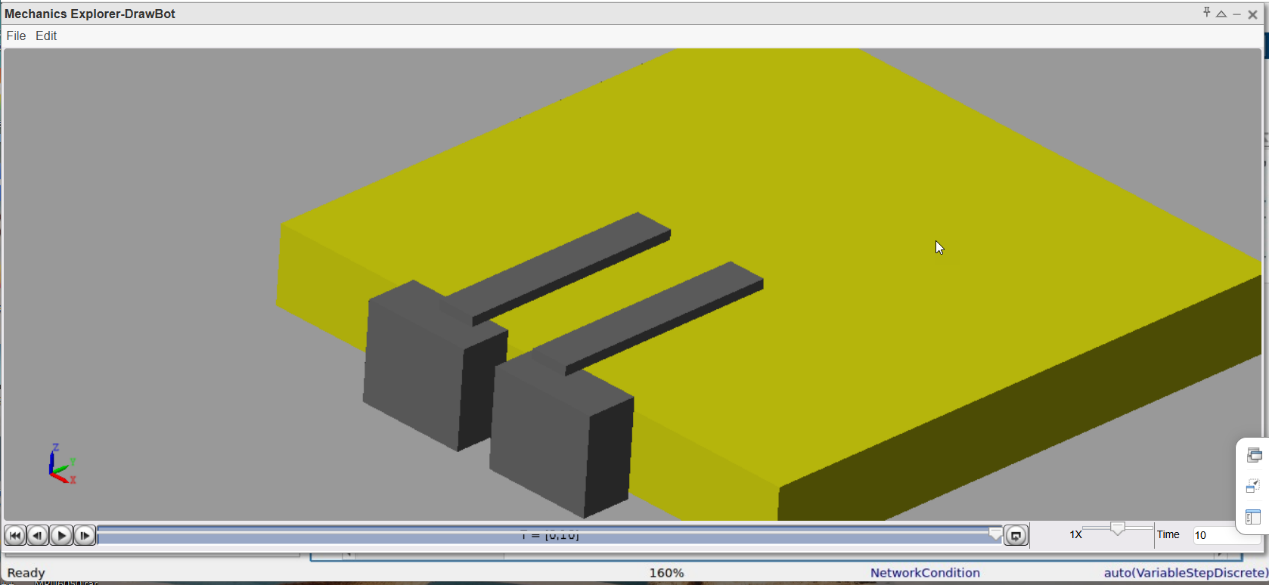 Mechanics Explorer-DrawBot
File Edit
Z
Y
X
T = [0,10]
1X
Time 10
Ready
160%
NetworkCondition
auto(VariableStepDiscrete)